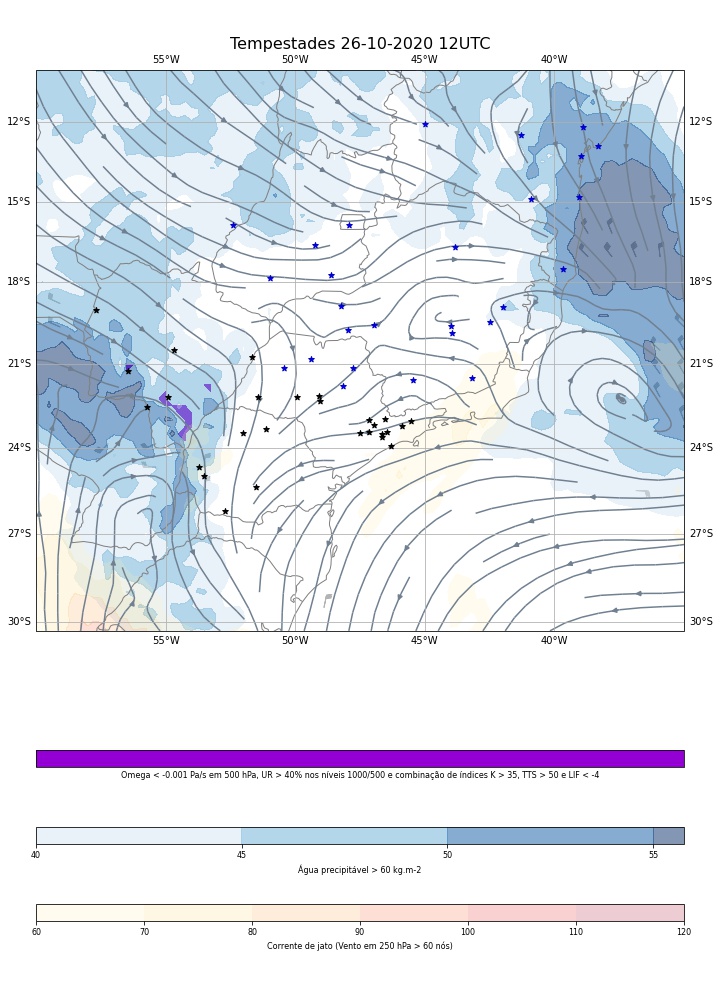 Tempestades 26-10-2020 12UTC
55°W 50°W 45°W 40°W
12°S 12°S
15°S 15°S
18°S 18°S
21°S 21°S
24°S 24°S
27°S 27°S
30°S 30°S
55°W 50°W 45°W 40°W
Omega < -0.001 Pa/s em 500 hPa, UR > 40% nos níveis 1000/500 e combinação de índices K > 35, TTS > 50 e LIF < -4
40 45 50 55
Água precipitável > 60 kg.m-2
60 70 80 90 100 110 120
Corrente de jato (Vento em 250 hPa > 60 nós)